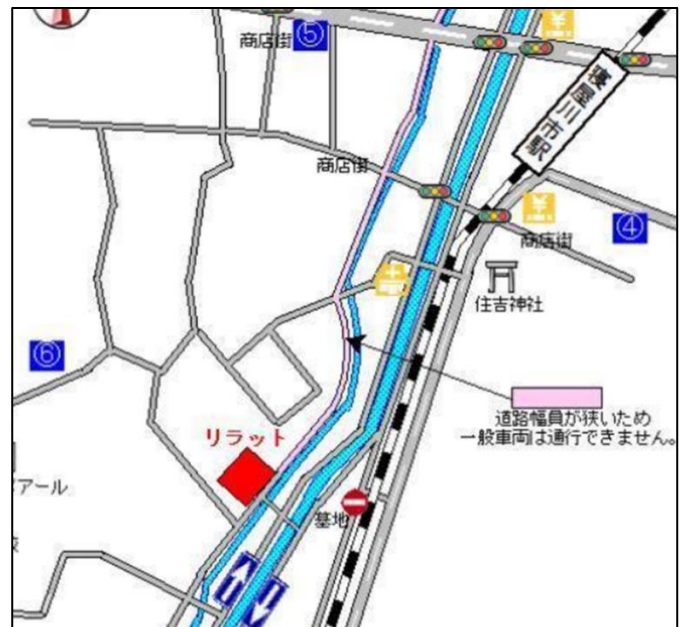 商店街
⑤
¥
寝屋川市駅
商店街
¥
④
商店街
住吉神社
⑥
道路幅員が狭いため
一般車両は通行できません。
リラット
アール
墓地